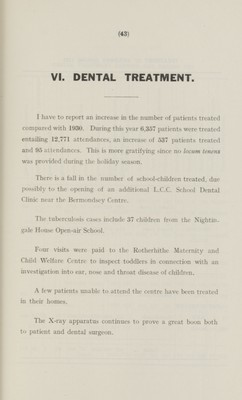 (43)
VI. DENTAL TREATMENT.
I have to report an increase in the number of patients treated
compared with 1930. During this year 6,257 patients were treated
entailing 12,771 attendances, an increase of 537 patients treated
and 85 attendances. This is more gratifying since no locum tenens
was provided during the holiday season.
There is a fall in the number of school-children treated, due
possibly to the opening of an additional L.C.C. School Dental
Clinic near the Bermondsey Centre.
The tuberculosis cases include 37 children from the Nightin-
gale House Open-air School.
Four visits were paid to the Rotherhithe Maternity and
Child Welfare Centre to inspect toddlers in connection with an
investigation into ear, nose and throat disease of children.
A few patients unable to attend the centre have been treated
in their homes.
The X-ray apparatus continues to prove a great boon both
to patient and dental surgeon.